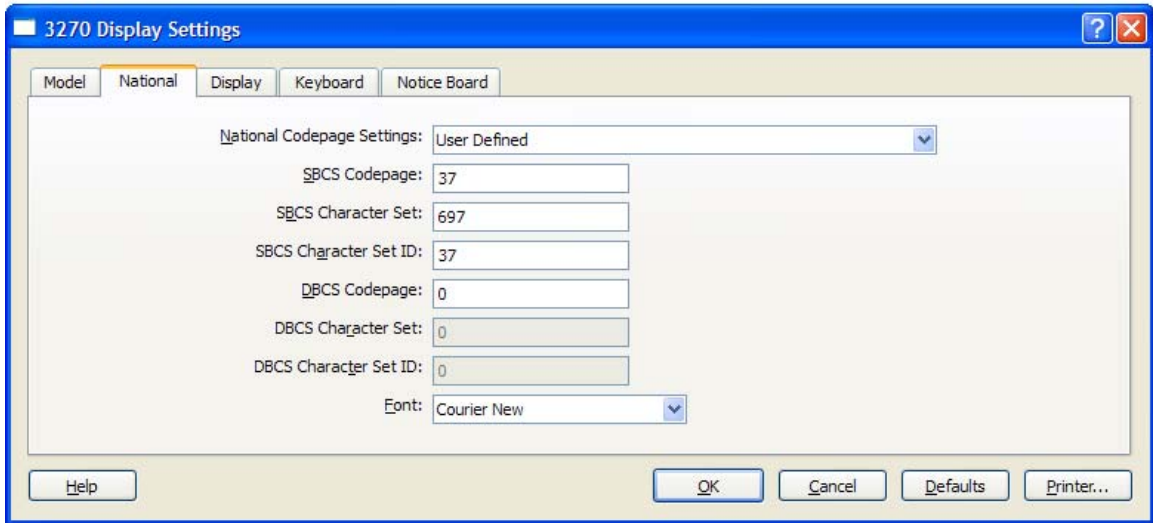 3270 Display Settings
Model National Display Keyboard Notice Board
National Codepage Settings: User Defined
SBCS Codepage: 37
SBCS Character Set: 697
SBCS Character Set ID: 37
DBCS Codepage: 0
DBCS Character Set: 0
DBCS Character Set ID: 0
Font: Courier New
Help OK Cancel Defaults Printer...